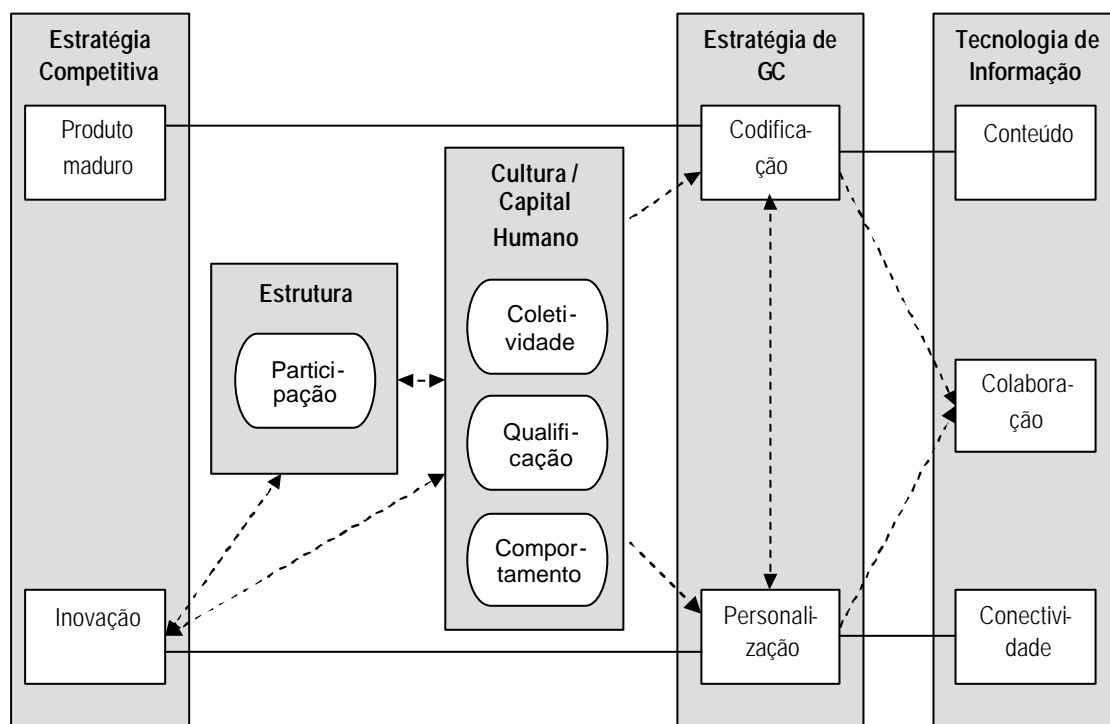 Estratégia
Competitiva
Produto
maduro
Inovação
Estrutura
Partici-
pação
Cultura /
Capital
Humano
Coleti-
vidade
Qualifi-
cação
Compor-
tamento
Estratégia de
GC
Codifica-
ção
Personali-
zação
Tecnologia de
Informação
Conteúdo
Colabora-
ção
Conectivi-
dade